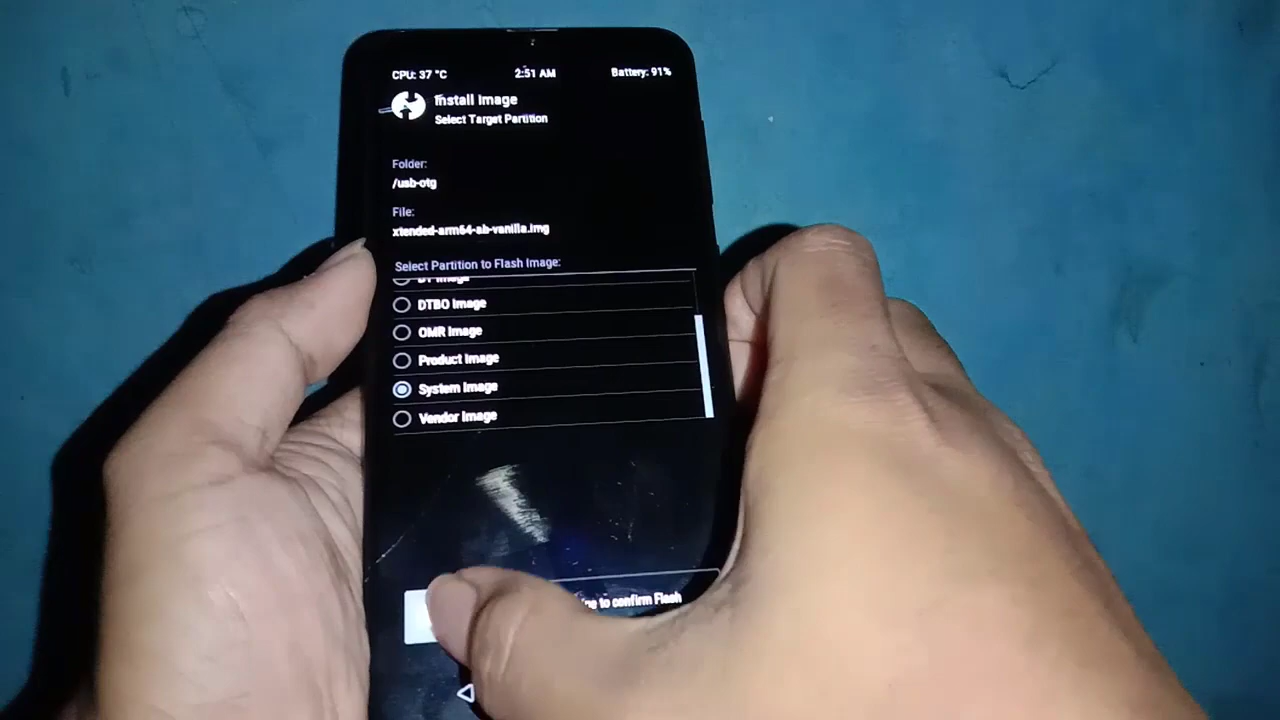 CPU: 37 °C 2:51 AM Battery: 91%
Install Image
Select Target Partition
Folder:
/usb-otg
File:
xtended-arm64-ab-vanilla.img
Select Partition to Flash Image:
Image
DTBO Image
OMR Image
Product Image
System Image
Vendor Image
to confirm Flash